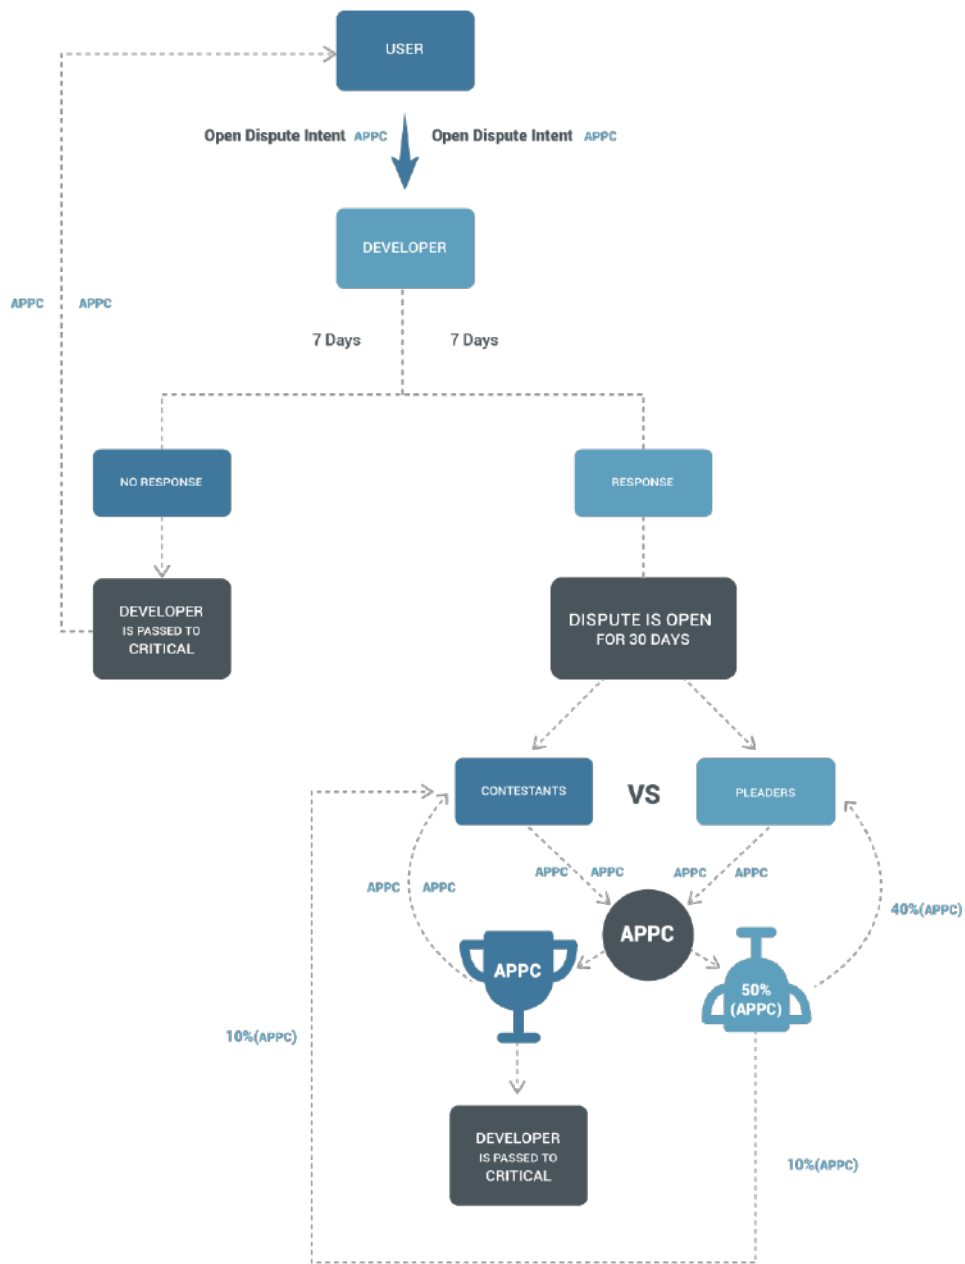 USER
Open Dispute Intent APPC Open Dispute Intent APPC
DEVELOPER
APPC APPC
7 Days 7 Days
NO RESPONSE
RESPONSE
DEVELOPER
IS PASSED TO
CRITICAL
DISPUTE IS OPEN
FOR 30 DAYS
CONTESTANTS
VS
PLEADERS
APPC APPC
APPC APPC
APPC APPC
40%(APPC)
APPC
APPC
50%
(APPC)
10%(APPC)
DEVELOPER
IS PASSED TO
CRITICAL
10%(APPC)